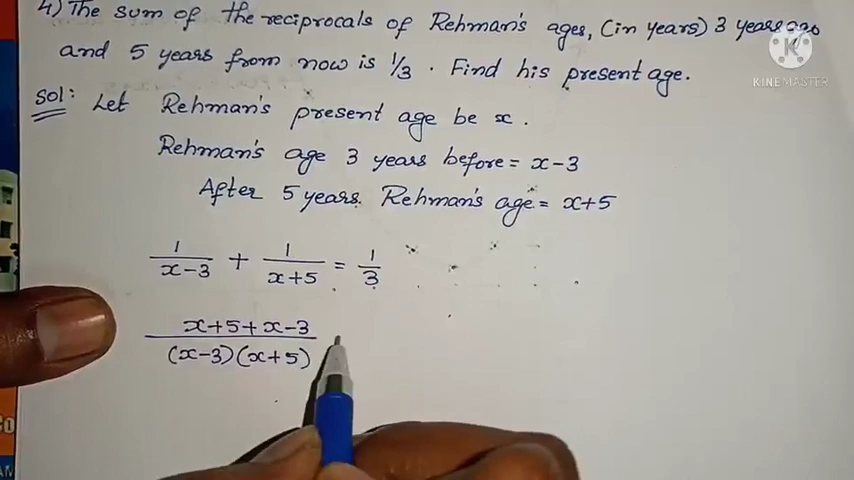 4) The sum of the reciprocals of Rehman's ages, (in years) 3 years ago
and 5 years from now is 1/3. Find his present age.
Sol: Let Rehman's present age be x.
Rehman's age 3 years before = x-3
After 5 years Rehman's age = x+5
1/(x-3) + 1/(x+5) = 1/3
x+5+x-3
(x-3)(x+5)
K
KINEMASTER